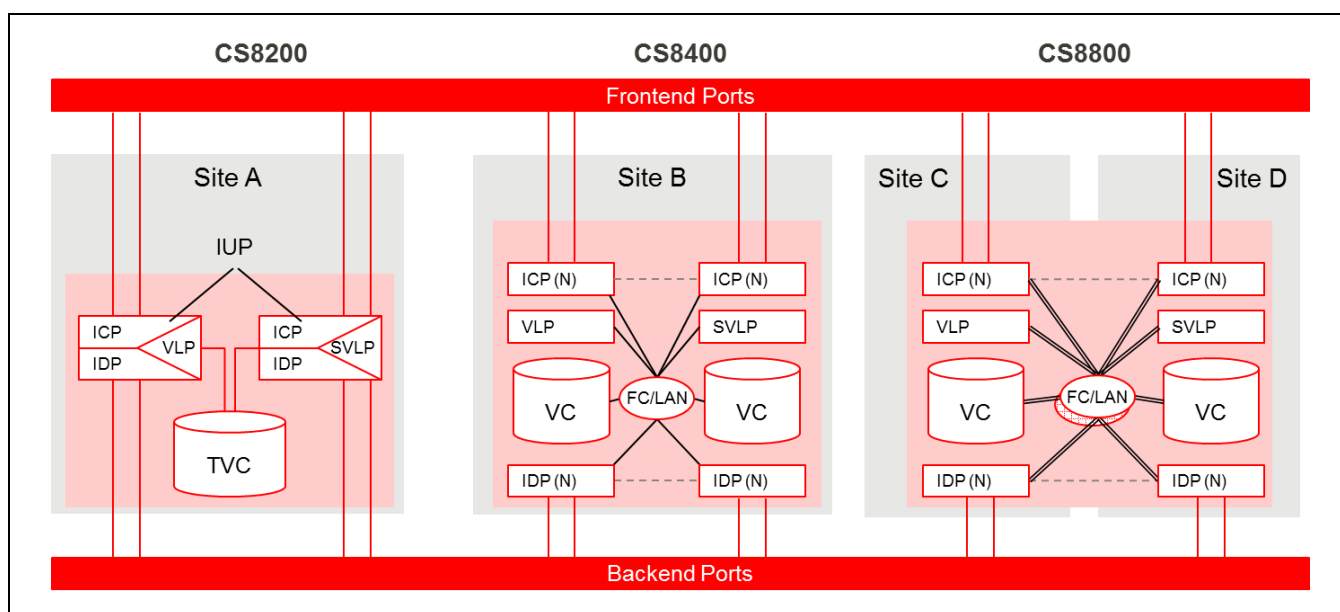 CS8200
CS8400
CS8800
Frontend Ports
Site A
Site B
Site C
Site D
IUP
ICP
VLP
IDP
ICP
SVLP
IDP
TVC
ICP (N)
ICP (N)
VLP
SVLP
VC
FC/LAN
VC
IDP (N)
IDP (N)
ICP (N)
ICP (N)
VLP
SVLP
VC
FC/LAN
VC
IDP (N)
IDP (N)
Backend Ports